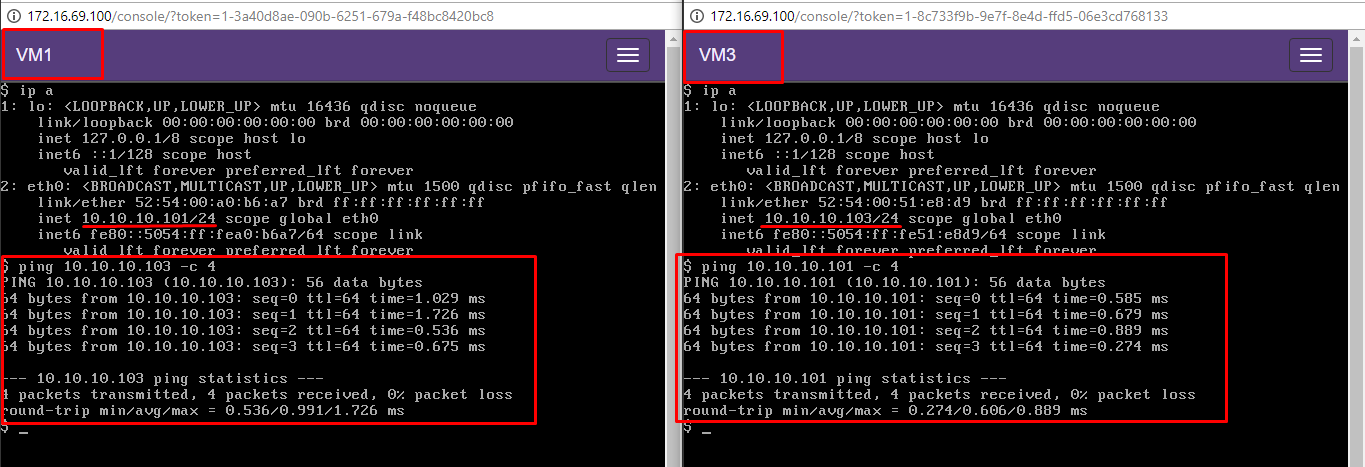 172.16.69.100/console/?token=1-3a40d8ae-090b-6251-679a-f48bc8420bc8
VM1
$ ip a
1: lo: <LOOPBACK,UP,LOWER_UP> mtu 16436 qdisc noqueue
link/loopback 00:00:00:00:00:00 brd 00:00:00:00:00:00
inet 127.0.0.1/8 scope host lo
inet6 ::1/128 scope host
valid_lft forever preferred_lft forever
2: eth0: <BROADCAST,MULTICAST,UP,LOWER_UP> mtu 1500 qdisc pfifo_fast qlen
link/ether 52:54:00:a0:b6:a7 brd ff:ff:ff:ff:ff:ff
inet 10.10.10.101/24 scope global eth0
inet6 fe80::5054:ff:fea0:b6a7/64 scope link
valid_lft forever preferred_lft forever
$ ping 10.10.10.103 -c 4
PING 10.10.10.103 (10.10.10.103): 56 data bytes
64 bytes from 10.10.10.103: seq=0 ttl=64 time=1.029 ms
64 bytes from 10.10.10.103: seq=1 ttl=64 time=1.726 ms
64 bytes from 10.10.10.103: seq=2 ttl=64 time=0.536 ms
64 bytes from 10.10.10.103: seq=3 ttl=64 time=0.675 ms
--- 10.10.10.103 ping statistics ---
4 packets transmitted, 4 packets received, 0% packet loss
round-trip min/avg/max = 0.536/0.991/1.726 ms
$ _
172.16.69.100/console/?token=1-8c733f9b-9e7f-8e4d-ffd5-06e3cd768133
VM3
$ ip a
1: lo: <LOOPBACK,UP,LOWER_UP> mtu 16436 qdisc noqueue
link/loopback 00:00:00:00:00:00 brd 00:00:00:00:00:00
inet 127.0.0.1/8 scope host lo
inet6 ::1/128 scope host
valid_lft forever preferred_lft forever
2: eth0: <BROADCAST,MULTICAST,UP,LOWER_UP> mtu 1500 qdisc pfifo_fast qlen
link/ether 52:54:00:51:e8:d9 brd ff:ff:ff:ff:ff:ff
inet 10.10.10.103/24 scope global eth0
inet6 fe80::5054:ff:fe51:e8d9/64 scope link
valid_lft forever preferred_lft forever
$ ping 10.10.10.101 -c 4
PING 10.10.10.101 (10.10.10.101): 56 data bytes
64 bytes from 10.10.10.101: seq=0 ttl=64 time=0.585 ms
64 bytes from 10.10.10.101: seq=1 ttl=64 time=0.679 ms
64 bytes from 10.10.10.101: seq=2 ttl=64 time=0.889 ms
64 bytes from 10.10.10.101: seq=3 ttl=64 time=0.274 ms
--- 10.10.10.101 ping statistics ---
4 packets transmitted, 4 packets received, 0% packet loss
round-trip min/avg/max = 0.274/0.606/0.889 ms
$ _